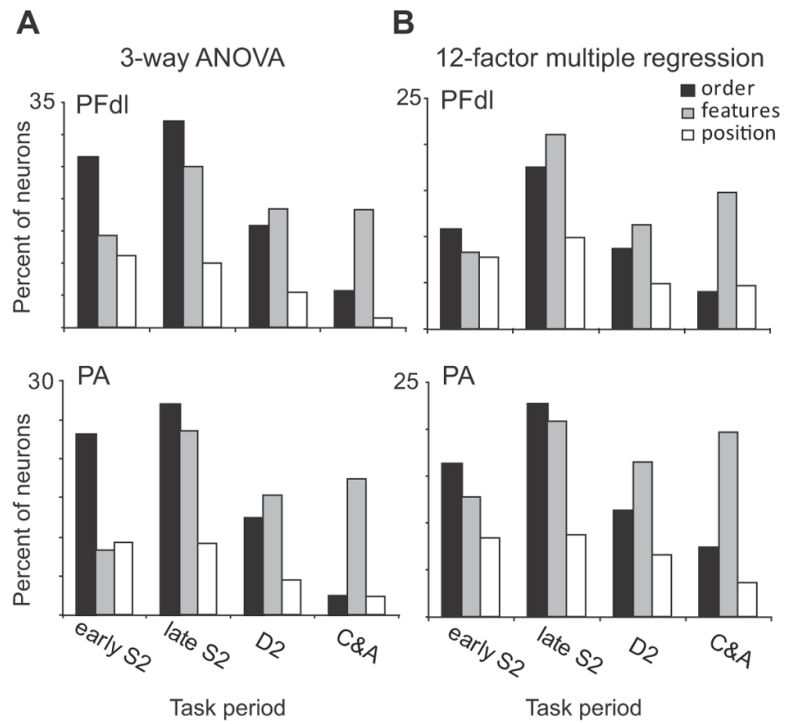 A
3-way ANOVA
35
PFdl
Percent of neurons
30
PA
Percent of neurons
early S2
late S2
D2
C&A
Task period
B
12-factor multiple regression
25
PFdl
order
features
position
25
PA
early S2
late S2
D2
C&A
Task period